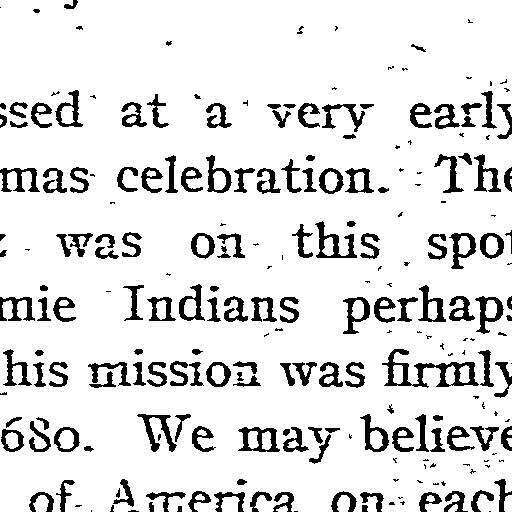 ssed at a very early
mas celebration. The
z was on this spot
mie Indians perhaps
his mission was firmly
680. We may believe
of America on each